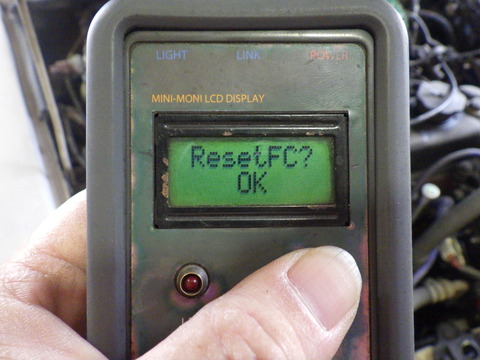 LIGHT LINK POWER
MINI-MONI LCD DISPLAY
ResetFC?
OK